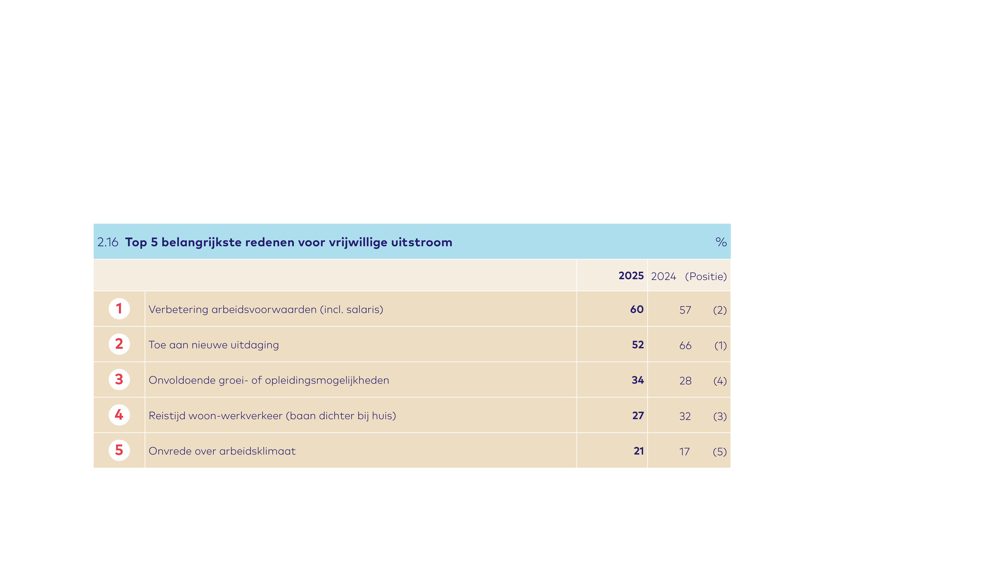 2.16 Top 5 belangrijkste redenen voor vrijwillige uitstroom %
2025 2024 (Positie)
1 Verbetering arbeidsvoorwaarden (incl. salaris) 60 57 (2)
2 Toe aan nieuwe uitdaging 52 66 (1)
3 Onvoldoende groei- of opleidingsmogelijkheden 34 28 (4)
4 Reistijd woon-werkverkeer (baan dichter bij huis) 27 32 (3)
5 Onvrede over arbeidsklimaat 21 17 (5)